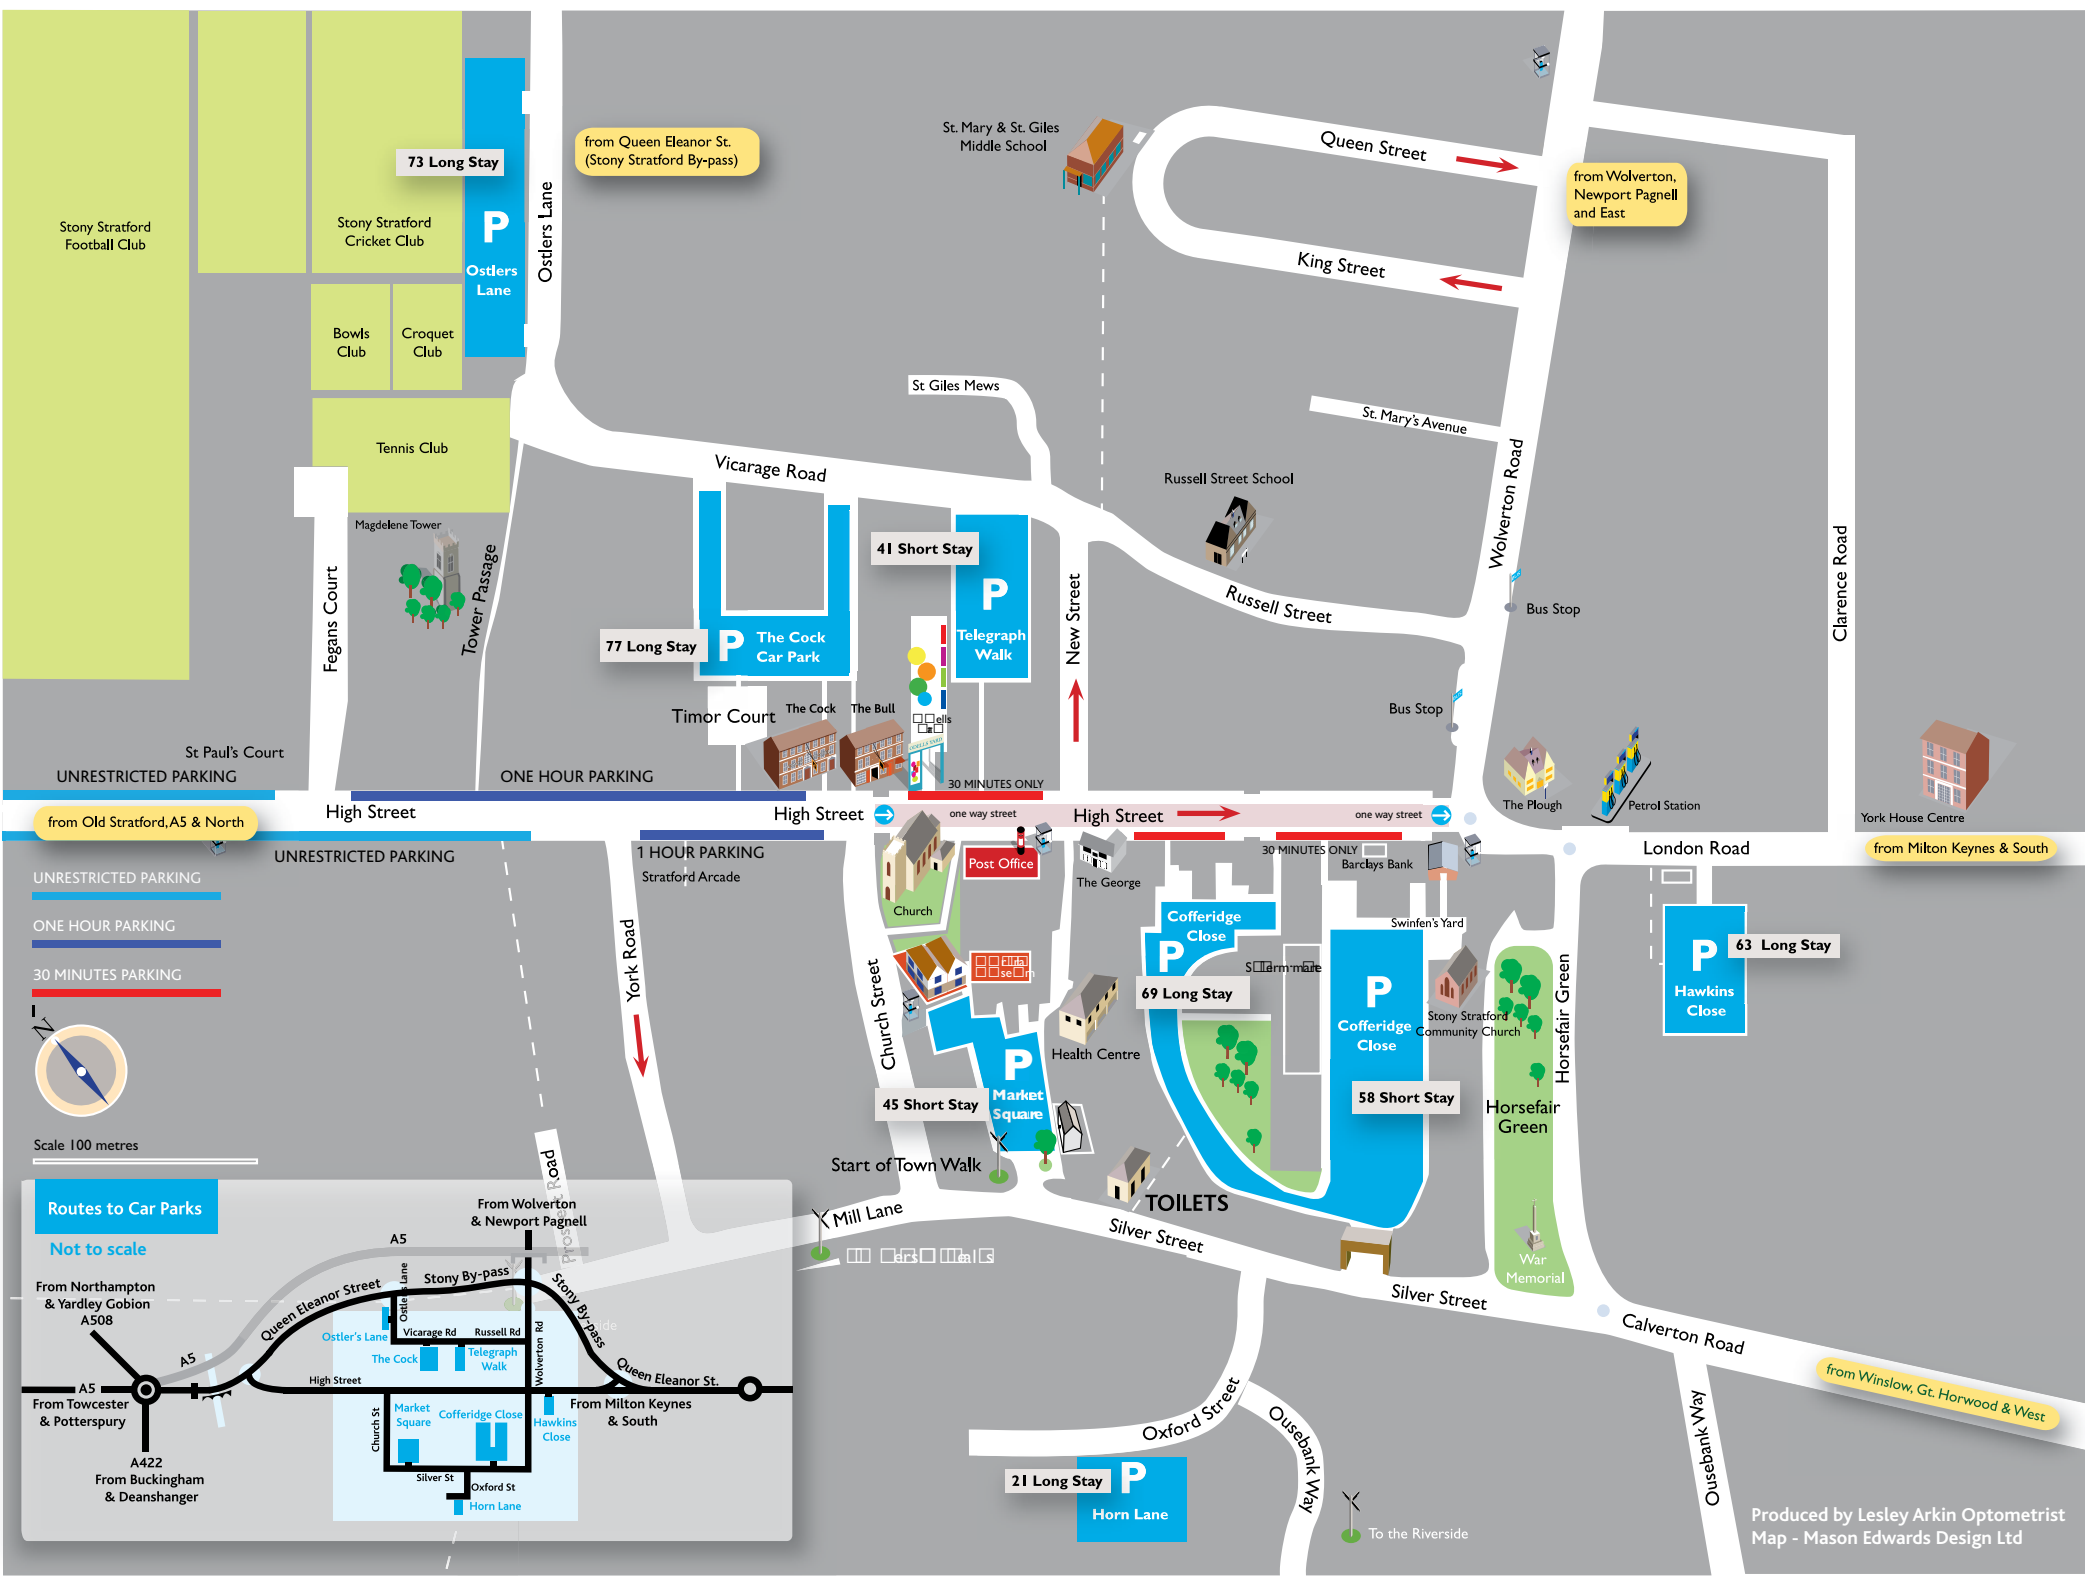 St. Mary & St. Giles
Middle School
Queen Street
from Queen Eleanor St.
(Stony Stratford By-pass)
73 Long Stay
from Wolverton,
Newport Pagnell
and East
Stony Stratford
Football Club
Stony Stratford
Cricket Club
P
Ostlers
Lane
Ostlers Lane
King Street
Bowls
Club
Croquet
Club
St Giles Mews
St. Mary's Avenue
Tennis Club
Vicarage Road
Russell Street School
Wolverton Road
Clarence Road
Magdelene Tower
Tower Passage
Fegans Court
41 Short Stay
P
Telegraph
Walk
New Street
Russell Street
Bus Stop
77 Long Stay
P
The Cock
Car Park
Timor Court
The Cock
The Bull
Bus Stop
St Paul's Court
UNRESTRICTED PARKING
ONE HOUR PARKING
30 MINUTES ONLY
The Plough
Petrol Station
York House Centre
from Old Stratford, A5 & North
High Street
High Street
one way street
High Street
one way street
London Road
from Milton Keynes & South
UNRESTRICTED PARKING
1 HOUR PARKING
Stratford Arcade
Post Office
The George
30 MINUTES ONLY
Barclays Bank
UNRESTRICTED PARKING
ONE HOUR PARKING
30 MINUTES PARKING
Church
Cofferidge
Close
P
Swinfen's Yard
York Road
Church Street
69 Long Stay
P
Cofferidge
Close
Stony Stratford
Community Church
Horsefair Green
P
63 Long Stay
Hawkins
Close
N
Health Centre
P
Market
Square
45 Short Stay
58 Short Stay
Horsefair
Green
Scale 100 metres
Start of Town Walk
TOILETS
Mill Lane
Silver Street
Prospect Road
War
Memorial
Silver Street
Calverton Road
from Winslow, Gt. Horwood & West
Oxford Street
Ousebank Way
Ousebank Way
21 Long Stay
P
Horn Lane
To the Riverside
Routes to Car Parks
Not to scale
From Wolverton
& Newport Pagnell
A5
From Northampton
& Yardley Gobion
A508
Queen Eleanor Street
Ostlers Lane
Stony By-pass
Stony By-pass
Ostler's Lane
Vicarage Rd
Russell Rd
The Cock
Telegraph
Walk
Wolverton Rd
A5
Queen Eleanor St.
A5
High Street
From Towcester
& Potterspury
From Milton Keynes
& South
Market
Square
Cofferidge Close
Hawkins
Close
Church St
A422
From Buckingham
& Deanshanger
Silver St
Oxford St
Horn Lane
Produced by Lesley Arkin Optometrist
Map - Mason Edwards Design Ltd